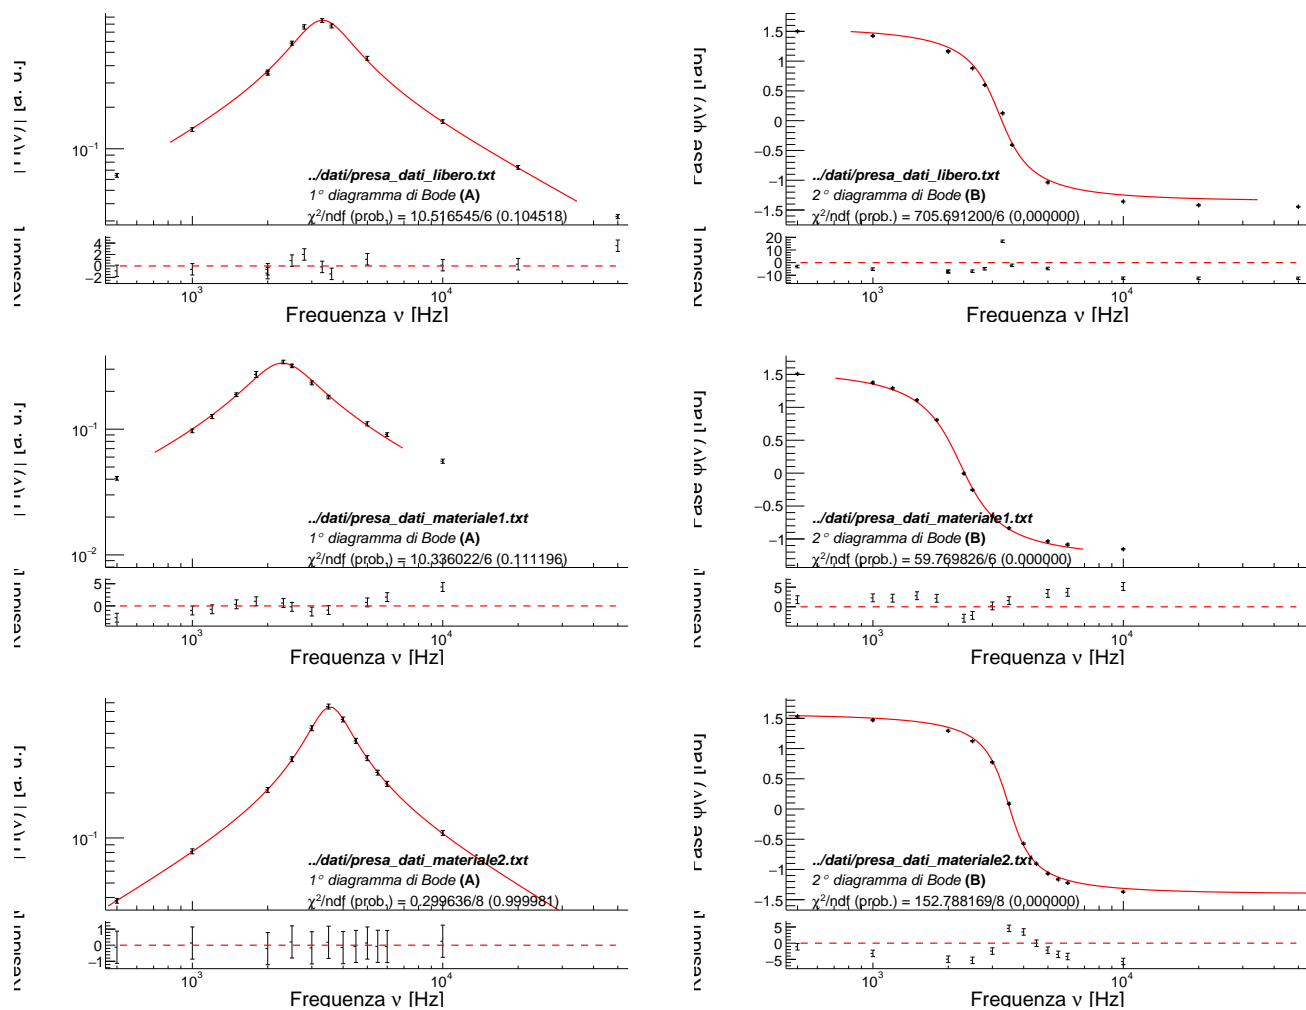 10⁻¹
../dati/presa_dati_libero.txt
1° diagramma di Bode (A)
χ²/ndf (prob.) = 10.516545/6 (0.104518)
4
2
0
−2
10³ 10⁴
Frequenza ν [Hz]
1.5
1
0.5
0
−0.5
−1
−1.5
../dati/presa_dati_libero.txt
2° diagramma di Bode (B)
χ²/ndf (prob.) = 705.691200/6 (0.000000)
20
10
0
−10
10³ 10⁴
Frequenza ν [Hz]
10⁻¹
10⁻²
../dati/presa_dati_materiale1.txt
1° diagramma di Bode (A)
χ²/ndf (prob.) = 10.336022/6 (0.111196)
5
0
10³ 10⁴
Frequenza ν [Hz]
1.5
1
0.5
0
−0.5
−1
../dati/presa_dati_materiale1.txt
2° diagramma di Bode (B)
χ²/ndf (prob.) = 59.769826/6 (0.000000)
5
0
10³ 10⁴
Frequenza ν [Hz]
10⁻¹
../dati/presa_dati_materiale2.txt
1° diagramma di Bode (A)
χ²/ndf (prob.) = 0.299636/8 (0.999981)
1
0
−1
10³ 10⁴
Frequenza ν [Hz]
1.5
1
0.5
0
−0.5
−1
−1.5
../dati/presa_dati_materiale2.txt
2° diagramma di Bode (B)
χ²/ndf (prob.) = 152.788169/8 (0.000000)
5
0
−5
10³ 10⁴
Frequenza ν [Hz]